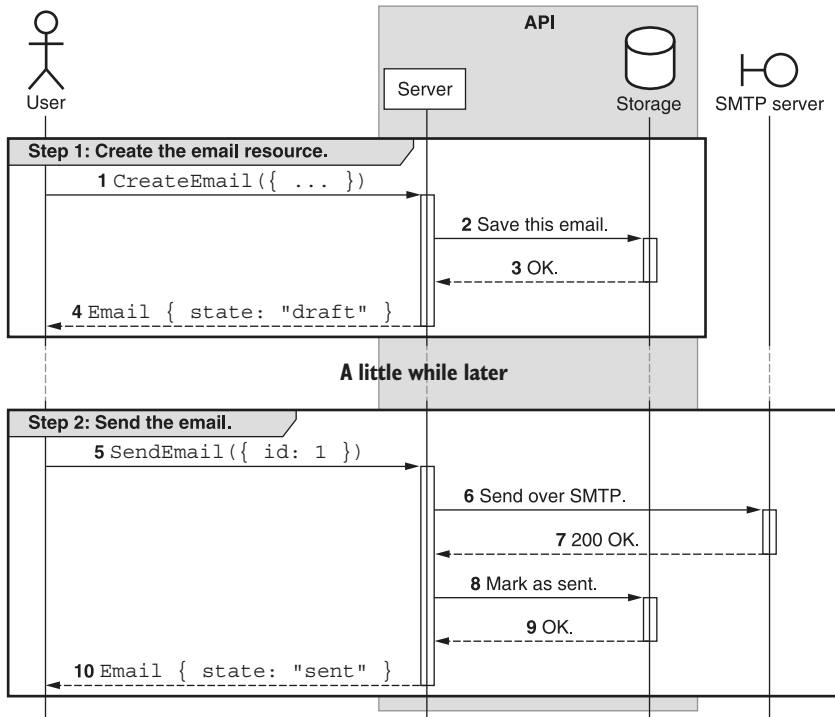 API
User
Server
Storage
SMTP server
Step 1: Create the email resource.
1 CreateEmail({ ... })
2 Save this email.
3 OK.
4 Email { state: "draft" }
A little while later
Step 2: Send the email.
5 SendEmail({ id: 1 })
6 Send over SMTP.
7 200 OK.
8 Mark as sent.
9 OK.
10 Email { state: "sent" }